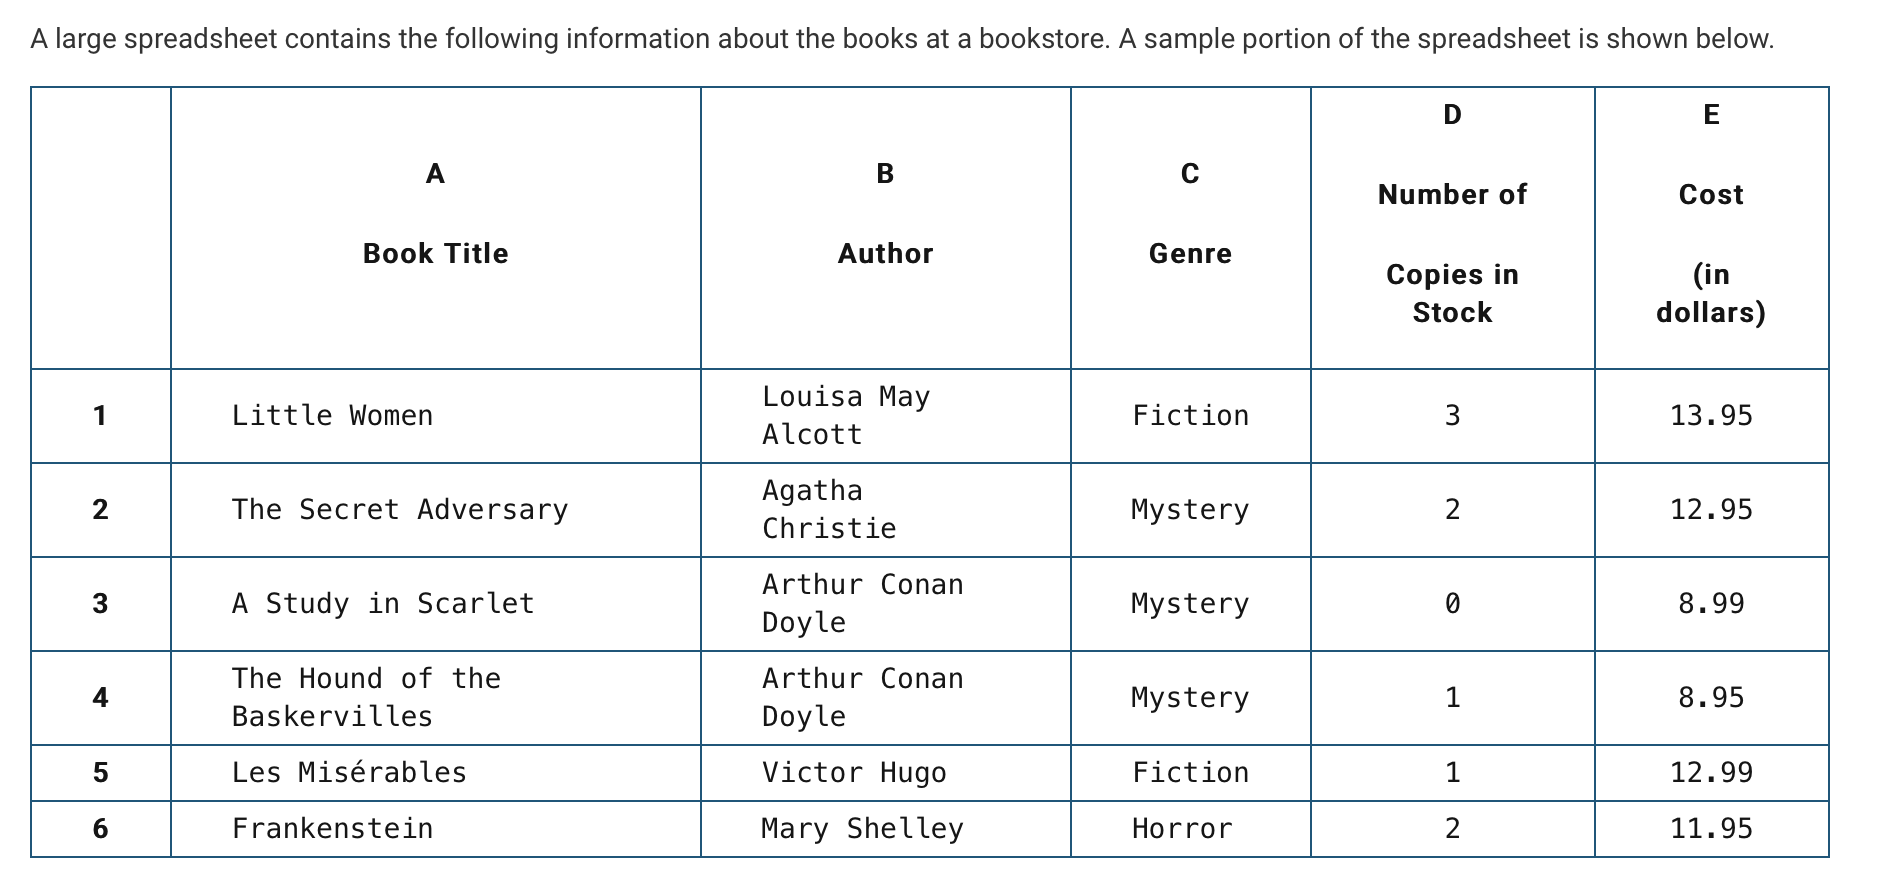 A large spreadsheet contains the following information about the books at a bookstore. A sample portion of the spreadsheet is shown below.
A
Book Title
B
Author
C
Genre
D
Number of
Copies in
Stock
E
Cost
(in
dollars)
1
Little Women
Louisa May
Alcott
Fiction
3
13.95
2
The Secret Adversary
Agatha
Christie
Mystery
2
12.95
3
A Study in Scarlet
Arthur Conan
Doyle
Mystery
0
8.99
4
The Hound of the
Baskervilles
Arthur Conan
Doyle
Mystery
1
8.95
5
Les Misérables
Victor Hugo
Fiction
1
12.99
6
Frankenstein
Mary Shelley
Horror
2
11.95